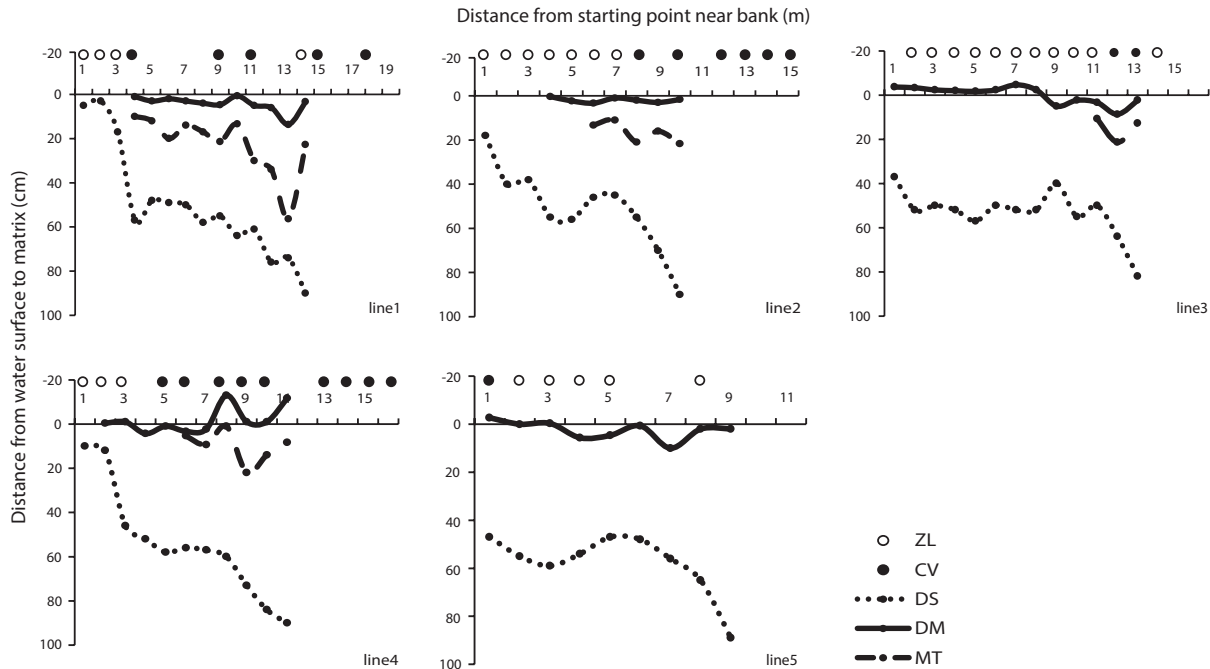 Distance from starting point near bank (m)
Distance from water surface to matrix (cm)
-20
0
20
40
60
80
100
1 3 5 7 9 11 13 15 17 19
line1
-20
0
20
40
60
80
100
1 3 5 7 9 11 13 15
line2
-20
0
20
40
60
80
100
1 3 5 7 9 11 13 15
line3
-20
0
20
40
60
80
100
1 3 5 7 9 11 13 15
line4
-20
0
20
40
60
80
100
1 3 5 7 9 11
line5
ZL
CV
DS
DM
MT